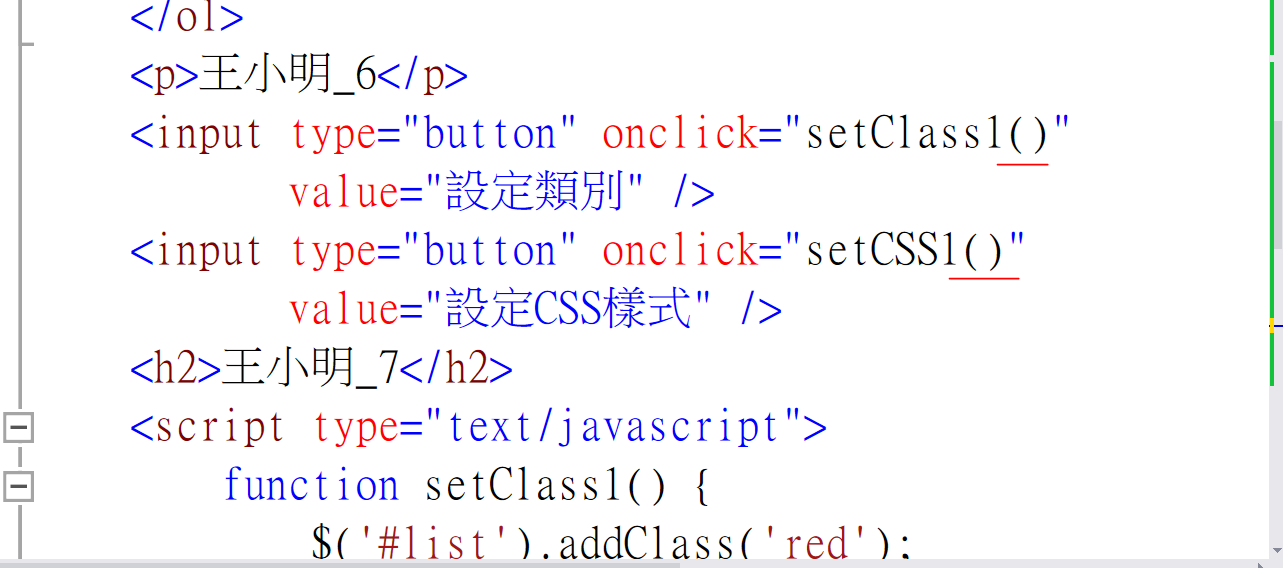 </ol>
<p>王小明_6</p>
<input type="button" onclick="setClass1()"
value="設定類別" />
<input type="button" onclick="setCSS1()"
value="設定CSS樣式" />
<h2>王小明_7</h2>
<script type="text/javascript">
function setClass1() {
$('#list').addClass('red');